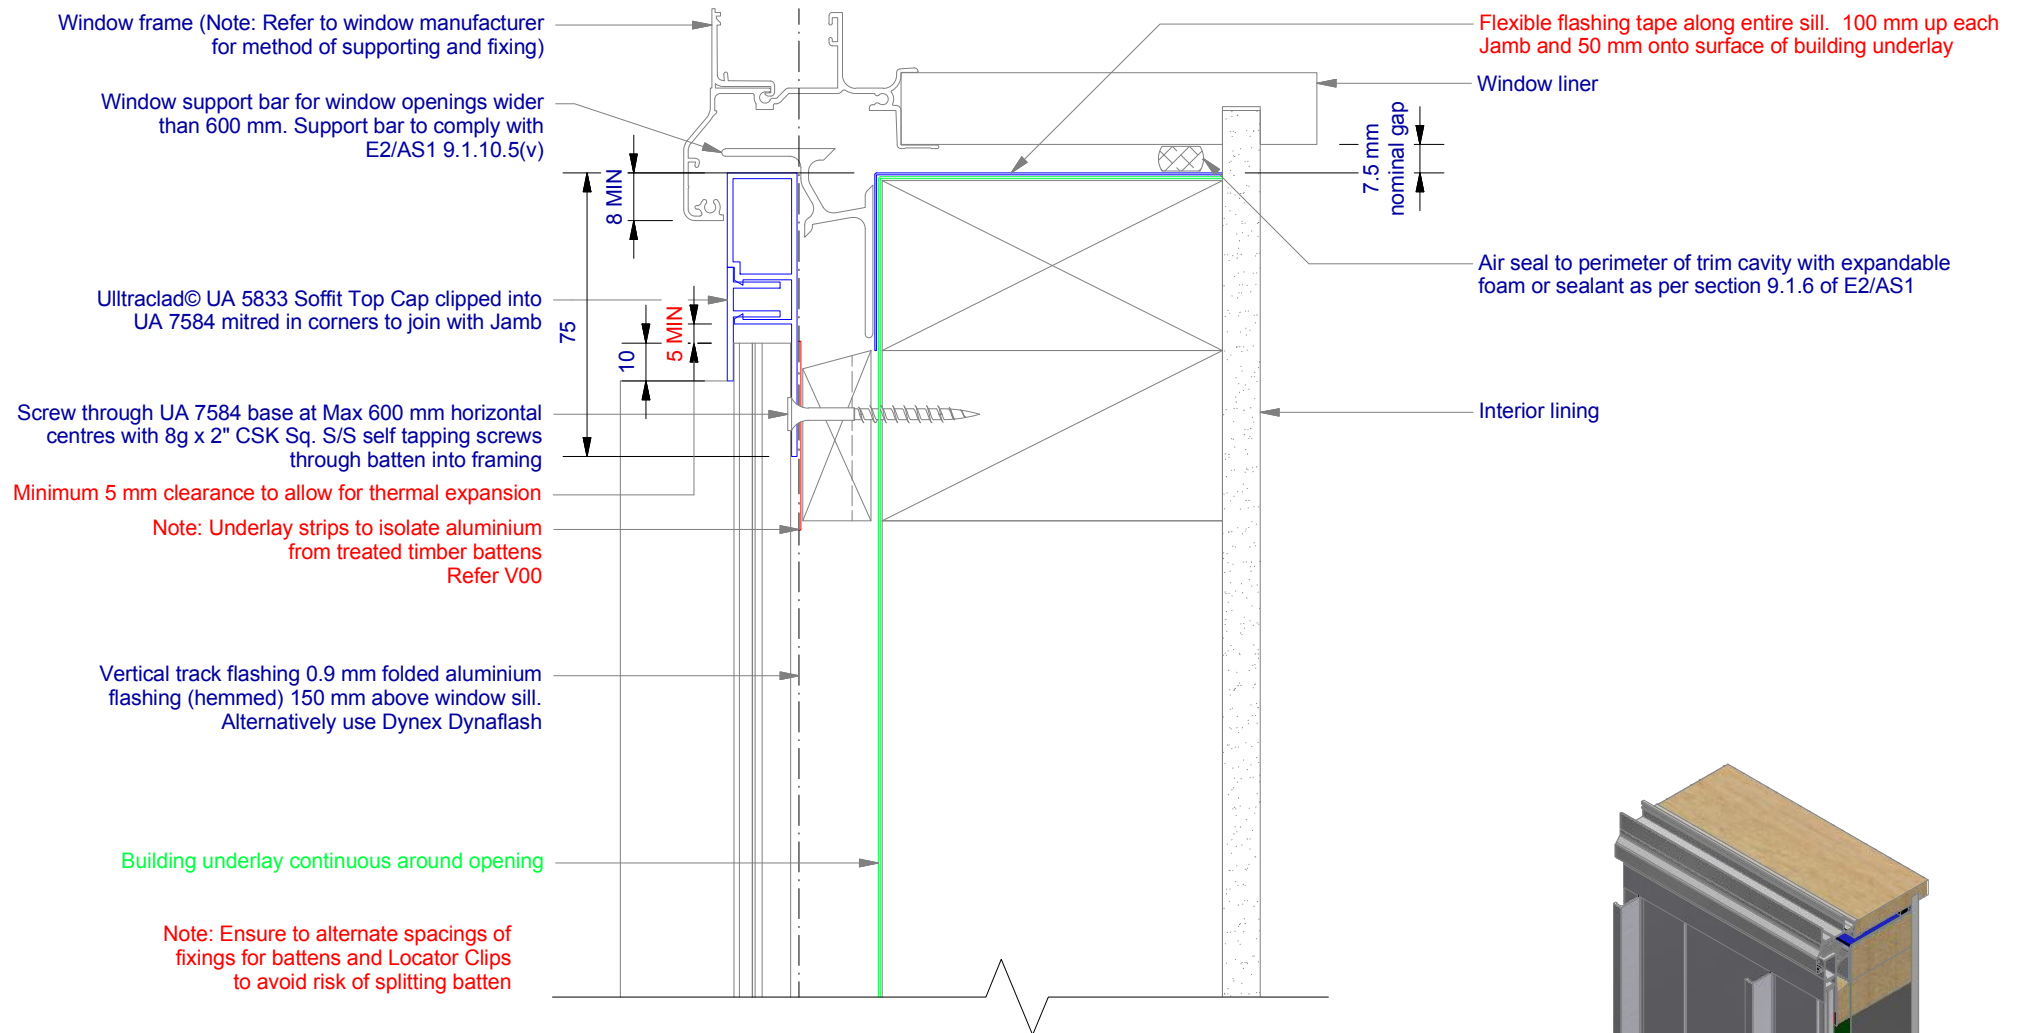 Window frame (Note: Refer to window manufacturer
for method of supporting and fixing)
Window support bar for window openings wider
than 600 mm. Support bar to comply with
E2/AS1 9.1.10.5(v)
Ulltraclad© UA 5833 Soffit Top Cap clipped into
UA 7584 mitred in corners to join with Jamb
Screw through UA 7584 base at Max 600 mm horizontal
centres with 8g x 2" CSK Sq. S/S self tapping screws
through batten into framing
Minimum 5 mm clearance to allow for thermal expansion
Note: Underlay strips to isolate aluminium
from treated timber battens
Refer V00
Vertical track flashing 0.9 mm folded aluminium
flashing (hemmed) 150 mm above window sill.
Alternatively use Dynex Dynaflash
Building underlay continuous around opening
Note: Ensure to alternate spacings of
fixings for battens and Locator Clips
to avoid risk of splitting batten
75
8 MIN
10
5 MIN
Flexible flashing tape along entire sill. 100 mm up each
Jamb and 50 mm onto surface of building underlay
Window liner
7.5 mm
nominal gap
Air seal to perimeter of trim cavity with expandable
foam or sealant as per section 9.1.6 of E2/AS1
Interior lining